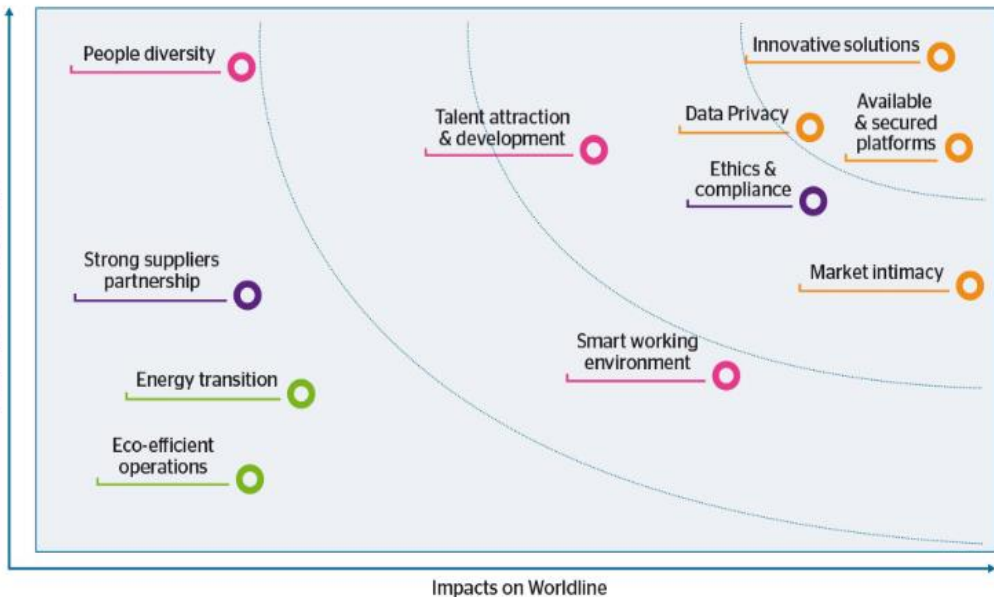 People diversity
Innovative solutions
Talent attraction
& development
Data Privacy
Available
& secured
platforms
Ethics &
compliance
Strong suppliers
partnership
Market intimacy
Smart working
environment
Energy transition
Eco-efficient
operations
Impacts on Worldline